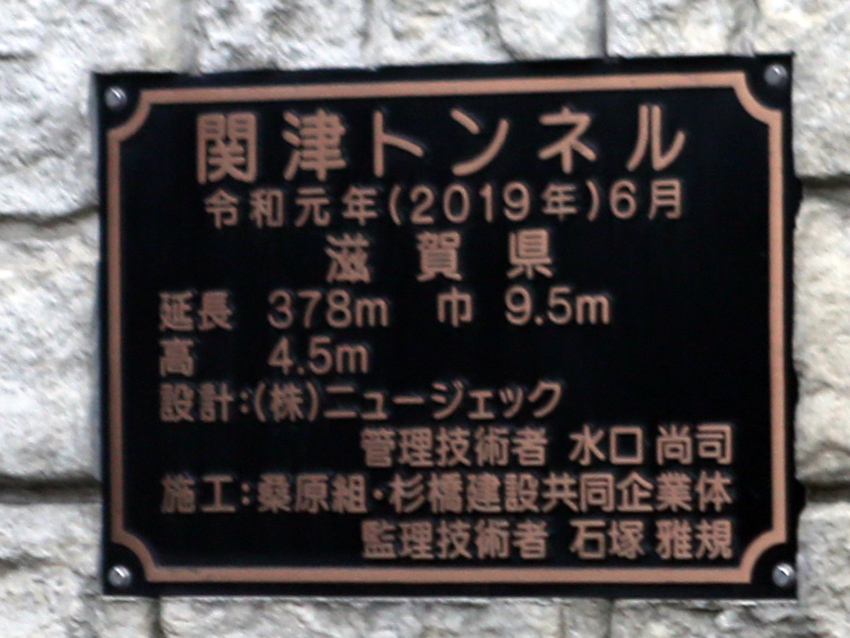 関津トンネル
令和元年(2019年)6月
滋賀県
延長 378m 巾 9.5m
高 4.5m
設計:(株)ニュージェック
管理技術者 水口 尚司
施工:桑原組・杉橋建設共同企業体
監理技術者 石塚 雅規